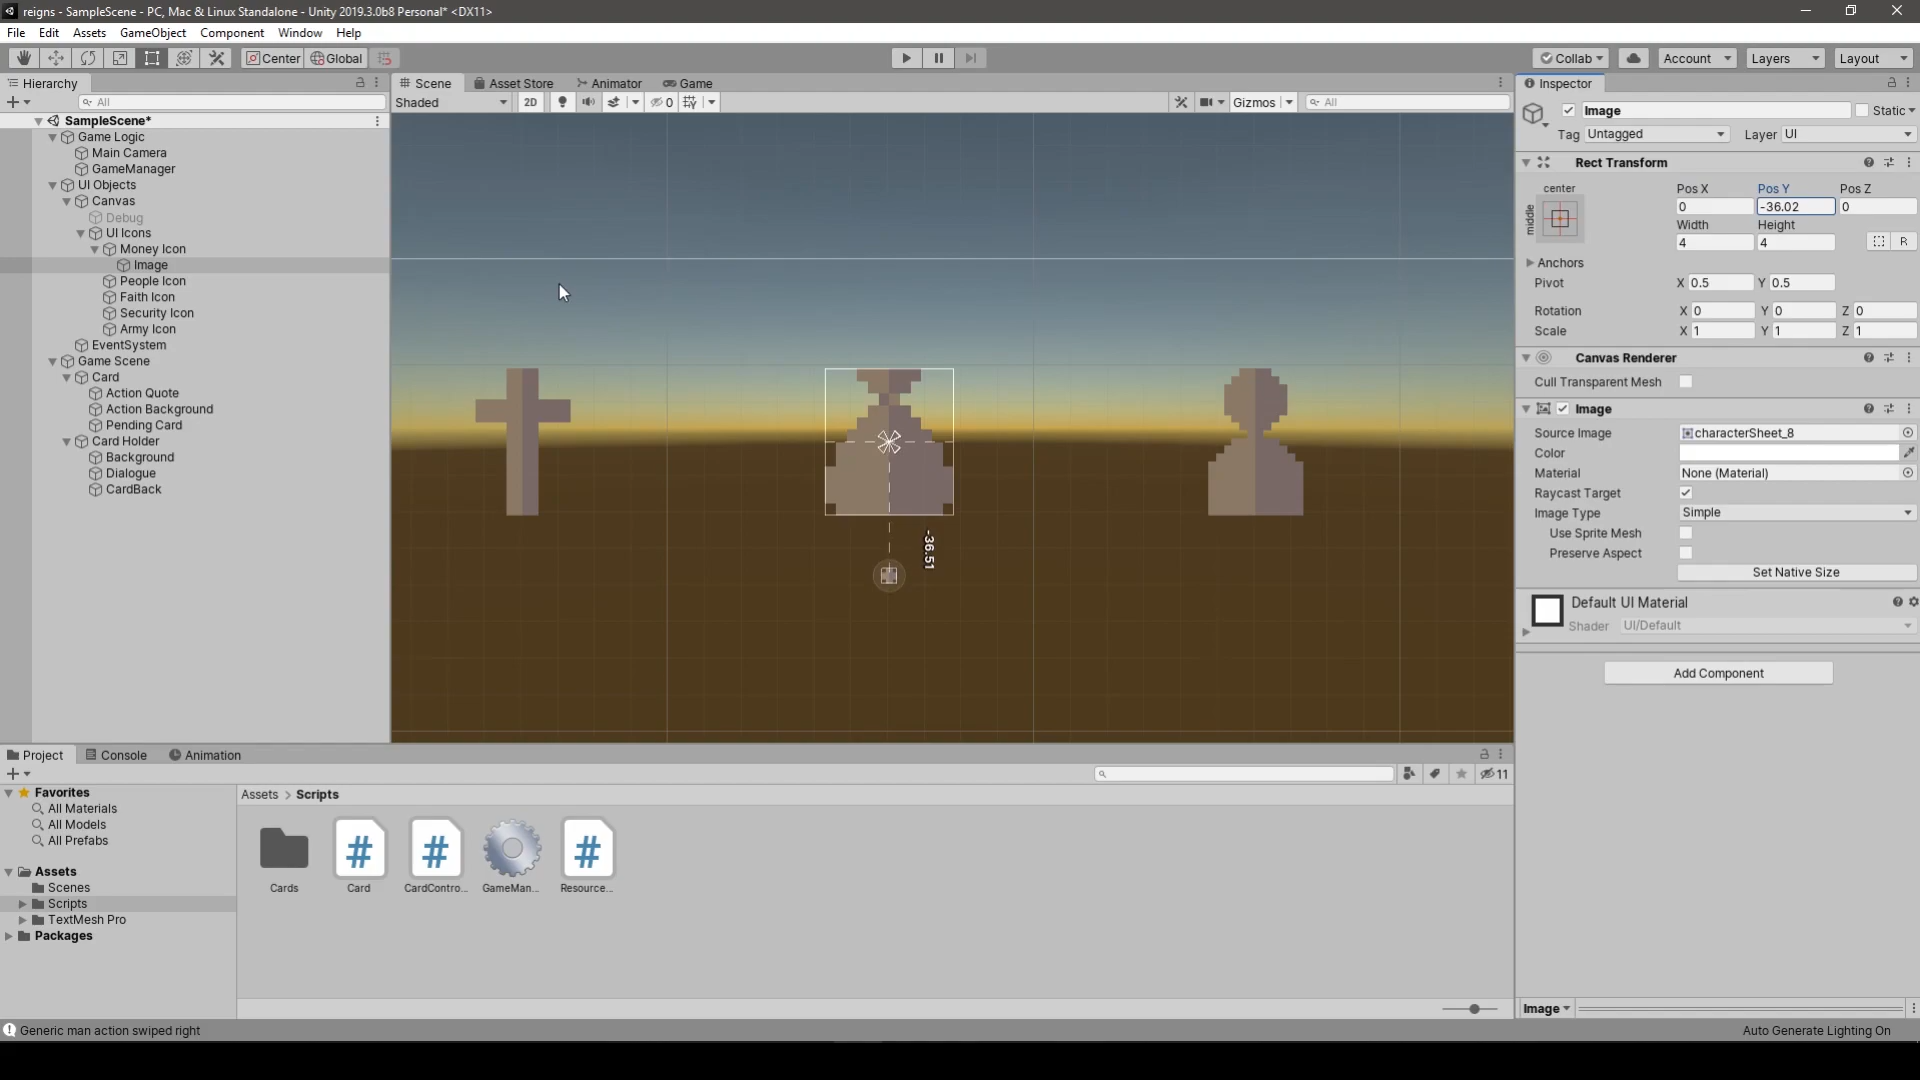 reigns - SampleScene - PC, Mac & Linux Standalone - Unity 2019.3.0b8 Personal* <DX11>
File Edit Assets GameObject Component Window Help
Center Global Collab Account Layers Layout
Hierarchy
All
SampleScene*
Game Logic
Main Camera
GameManager
UI Objects
Canvas
Debug
UI Icons
Money Icon
Image
People Icon
Faith Icon
Security Icon
Army Icon
EventSystem
Game Scene
Card
Action Quote
Action Background
Pending Card
Card Holder
Background
Dialogue
CardBack
Scene Asset Store Animator Game
Shaded 2D 0 Gizmos All
-36.51
Inspector
Image Static
Tag Untagged Layer UI
Rect Transform
center Pos X Pos Y Pos Z
middle 0 -36.02 0
Width Height
4 4 R
Anchors
Pivot X 0.5 Y 0.5
Rotation X 0 Y 0 Z 0
Scale X 1 Y 1 Z 1
Canvas Renderer
Cull Transparent Mesh
Image
Source Image characterSheet_8
Color
Material None (Material)
Raycast Target
Image Type Simple
Use Sprite Mesh
Preserve Aspect
Set Native Size
Default UI Material
Shader UI/Default
Add Component
Image
Project Console Animation
11
Favorites
All Materials
All Models
All Prefabs
Assets
Scenes
Scripts
TextMesh Pro
Packages
Assets > Scripts
# # #
Cards Card CardContro... GameMan... Resource...
Generic man action swiped right
Auto Generate Lighting On